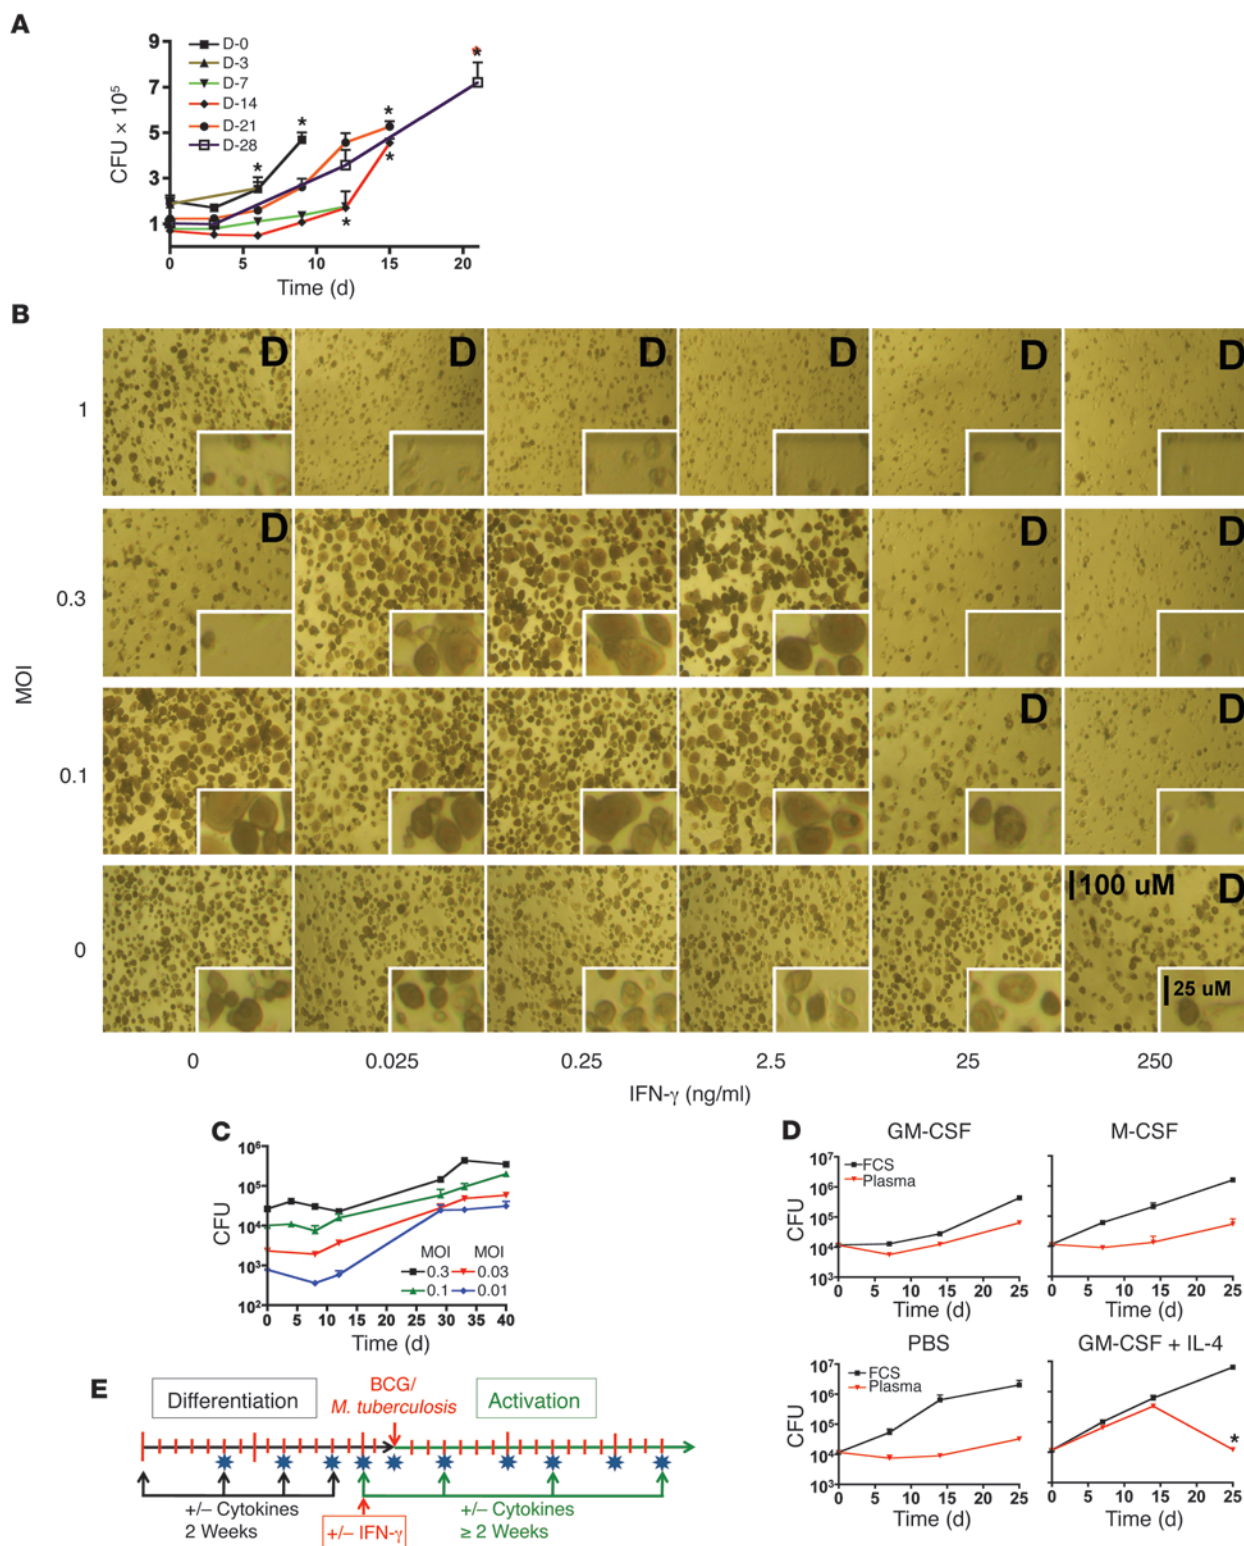 A
9
7
5
3
1
CFU × 10⁵
D-0
D-3
D-7
D-14
D-21
D-28
*
*
*
*
*
*
0 5 10 15 20
Time (d)
B
MOI
1
D D D D D D
0.3
D D D
0.1
D D
0
100 uM
D
25 uM
0 0.025 0.25 2.5 25 250
IFN-γ (ng/ml)
C
10⁶
10⁵
10⁴
10³
10²
CFU
MOI MOI
0.3 0.03
0.1 0.01
0 5 10 15 20 25 30 35 40
Time (d)
D
GM-CSF M-CSF
10⁷
10⁶
10⁵
10⁴
10³
CFU
FCS
Plasma
CFU
0 5 10 15 20 25
Time (d)
0 5 10 15 20 25
Time (d)
PBS GM-CSF + IL-4
10⁷
10⁶
10⁵
10⁴
10³
CFU
FCS
Plasma
CFU
*
0 5 10 15 20 25
Time (d)
0 5 10 15 20 25
Time (d)
E
Differentiation
BCG/
M. tuberculosis
Activation
+/– Cytokines
2 Weeks
+/– IFN-γ
+/– Cytokines
≥ 2 Weeks